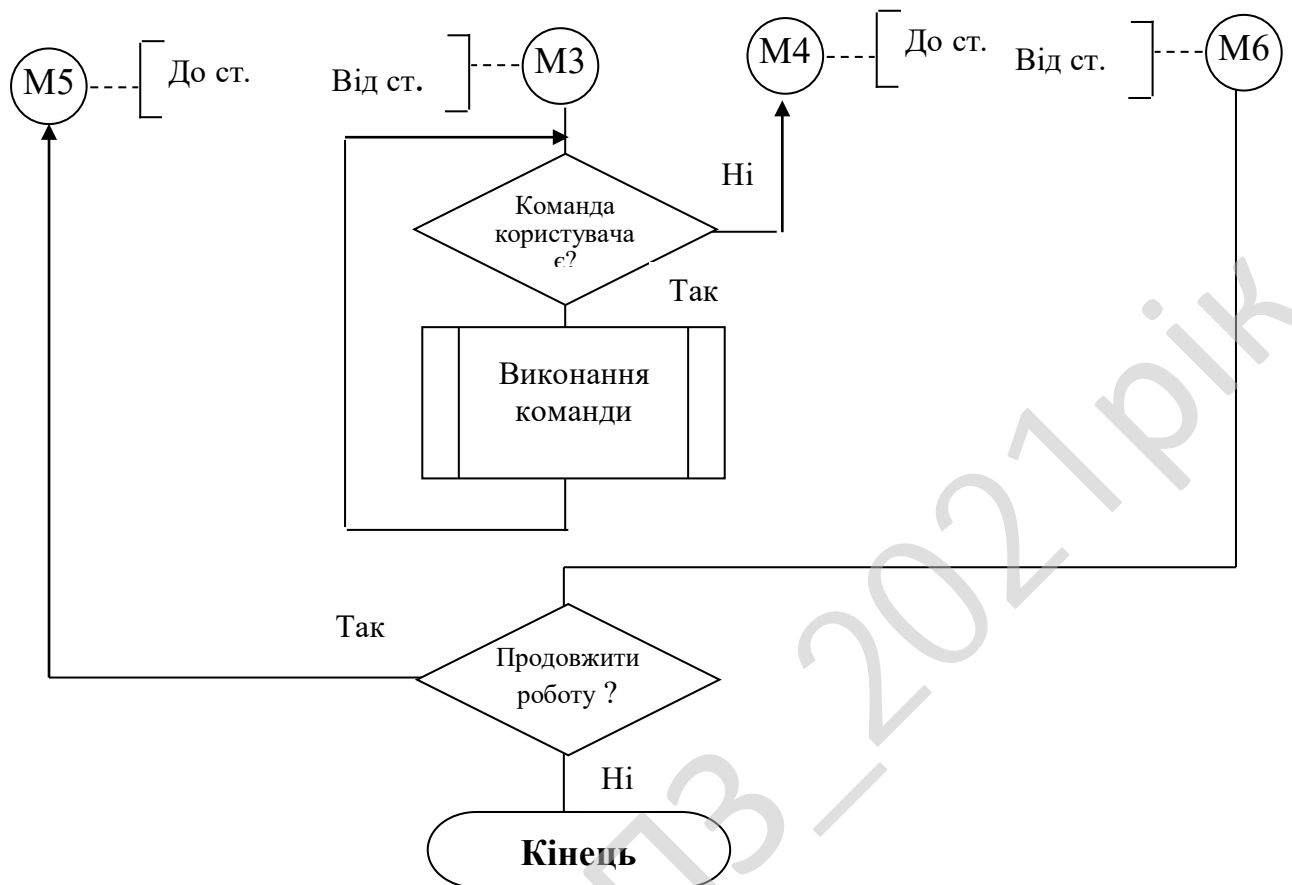 М5
До ст.
Від ст.
М3
М4
До ст.
Від ст.
М6
Ні
Команда
користувача
є?
Так
Виконання
команди
Так
Продовжити
роботу ?
Ні
Кінець
ПЗ_2021рік